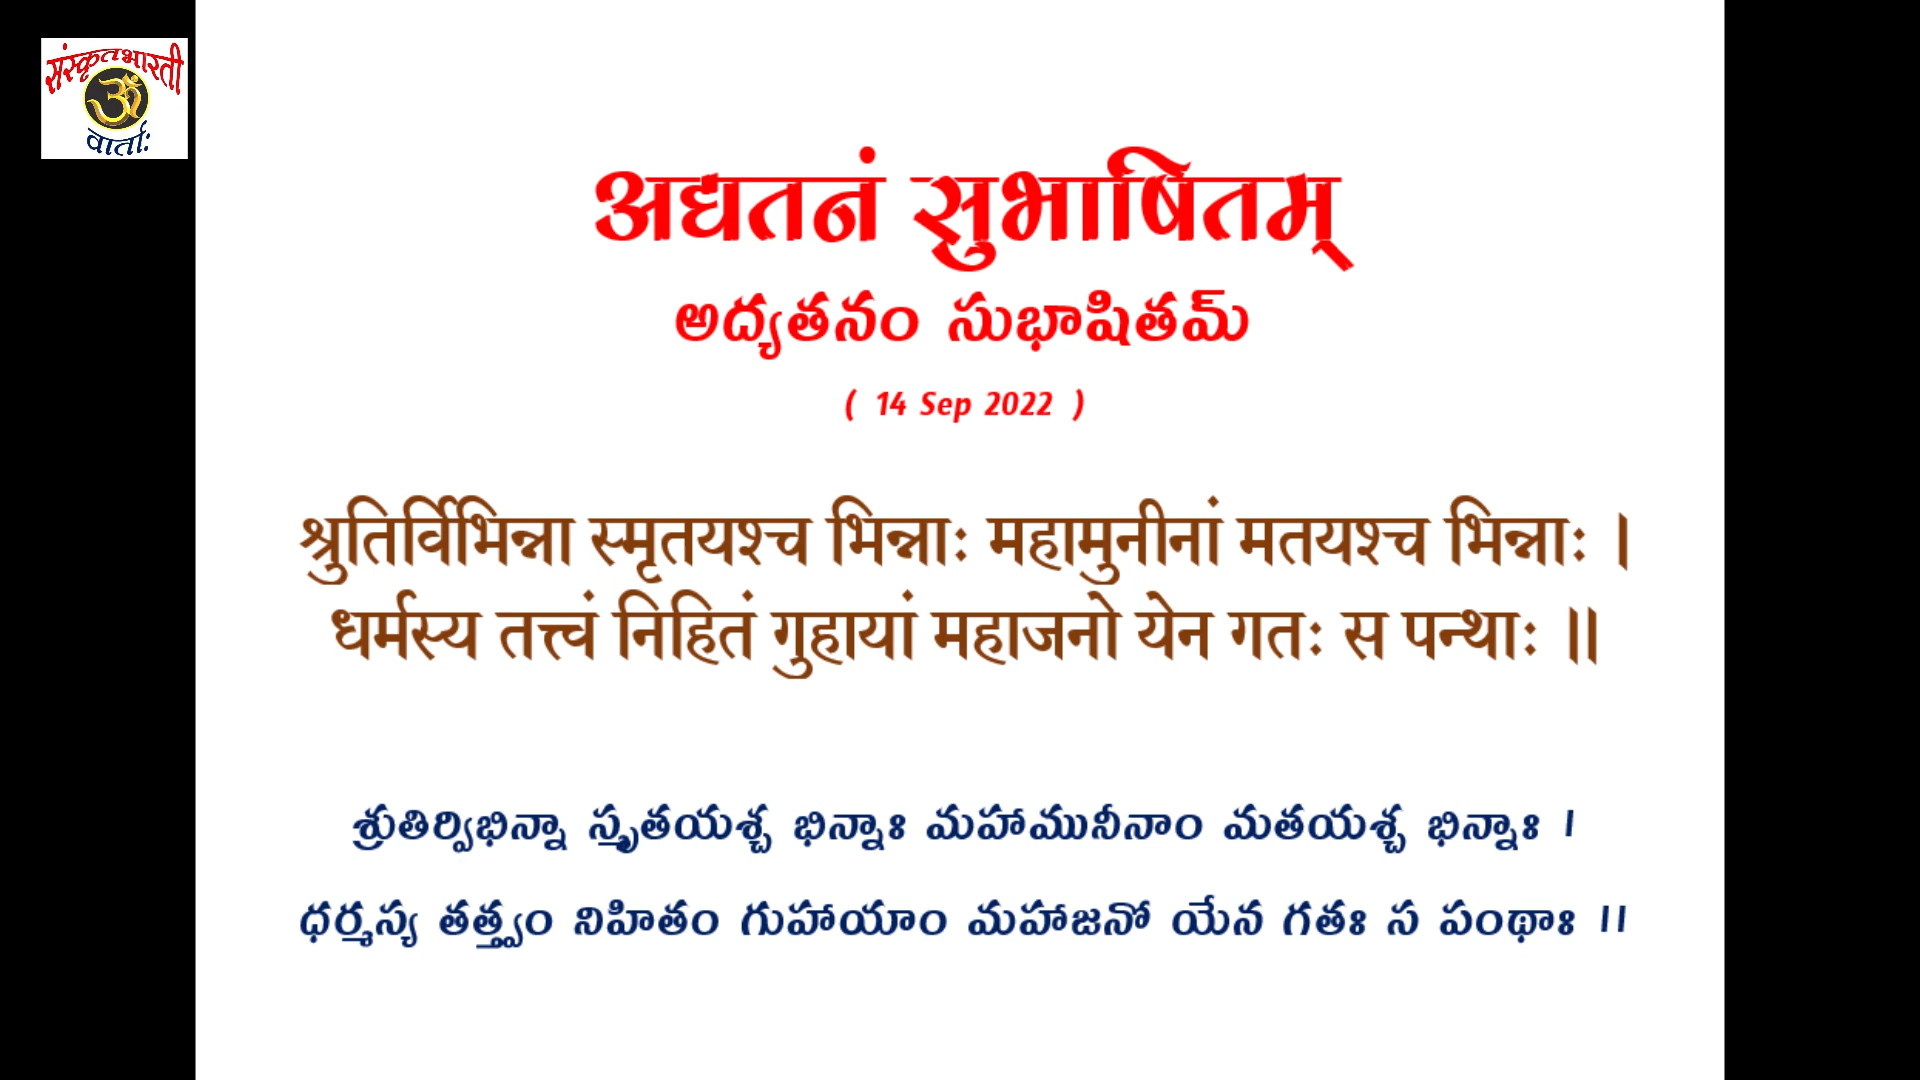 संस्कृतभारती
ॐ
वार्ताः
अद्यतनं सुभाषितम्
అద్యతనం సుభాషితమ్
( 14 Sep 2022 )
श्रुतिर्विभिन्ना स्मृतयश्च भिन्नाः महामुनीनां मतयश्च भिन्नाः ।
धर्मस्य तत्त्वं निहितं गुहायां महाजनो येन गतः स पन्थाः ॥
శ్రుతిర్విభిన్నా స్మృతయశ్చ భిన్నాః మహామునీనాం మతయశ్చ భిన్నాః ।
ధర్మస్య తత్త్వం నిహితం గుహాయాం మహాజనో యేన గతః స పంథాః ।।